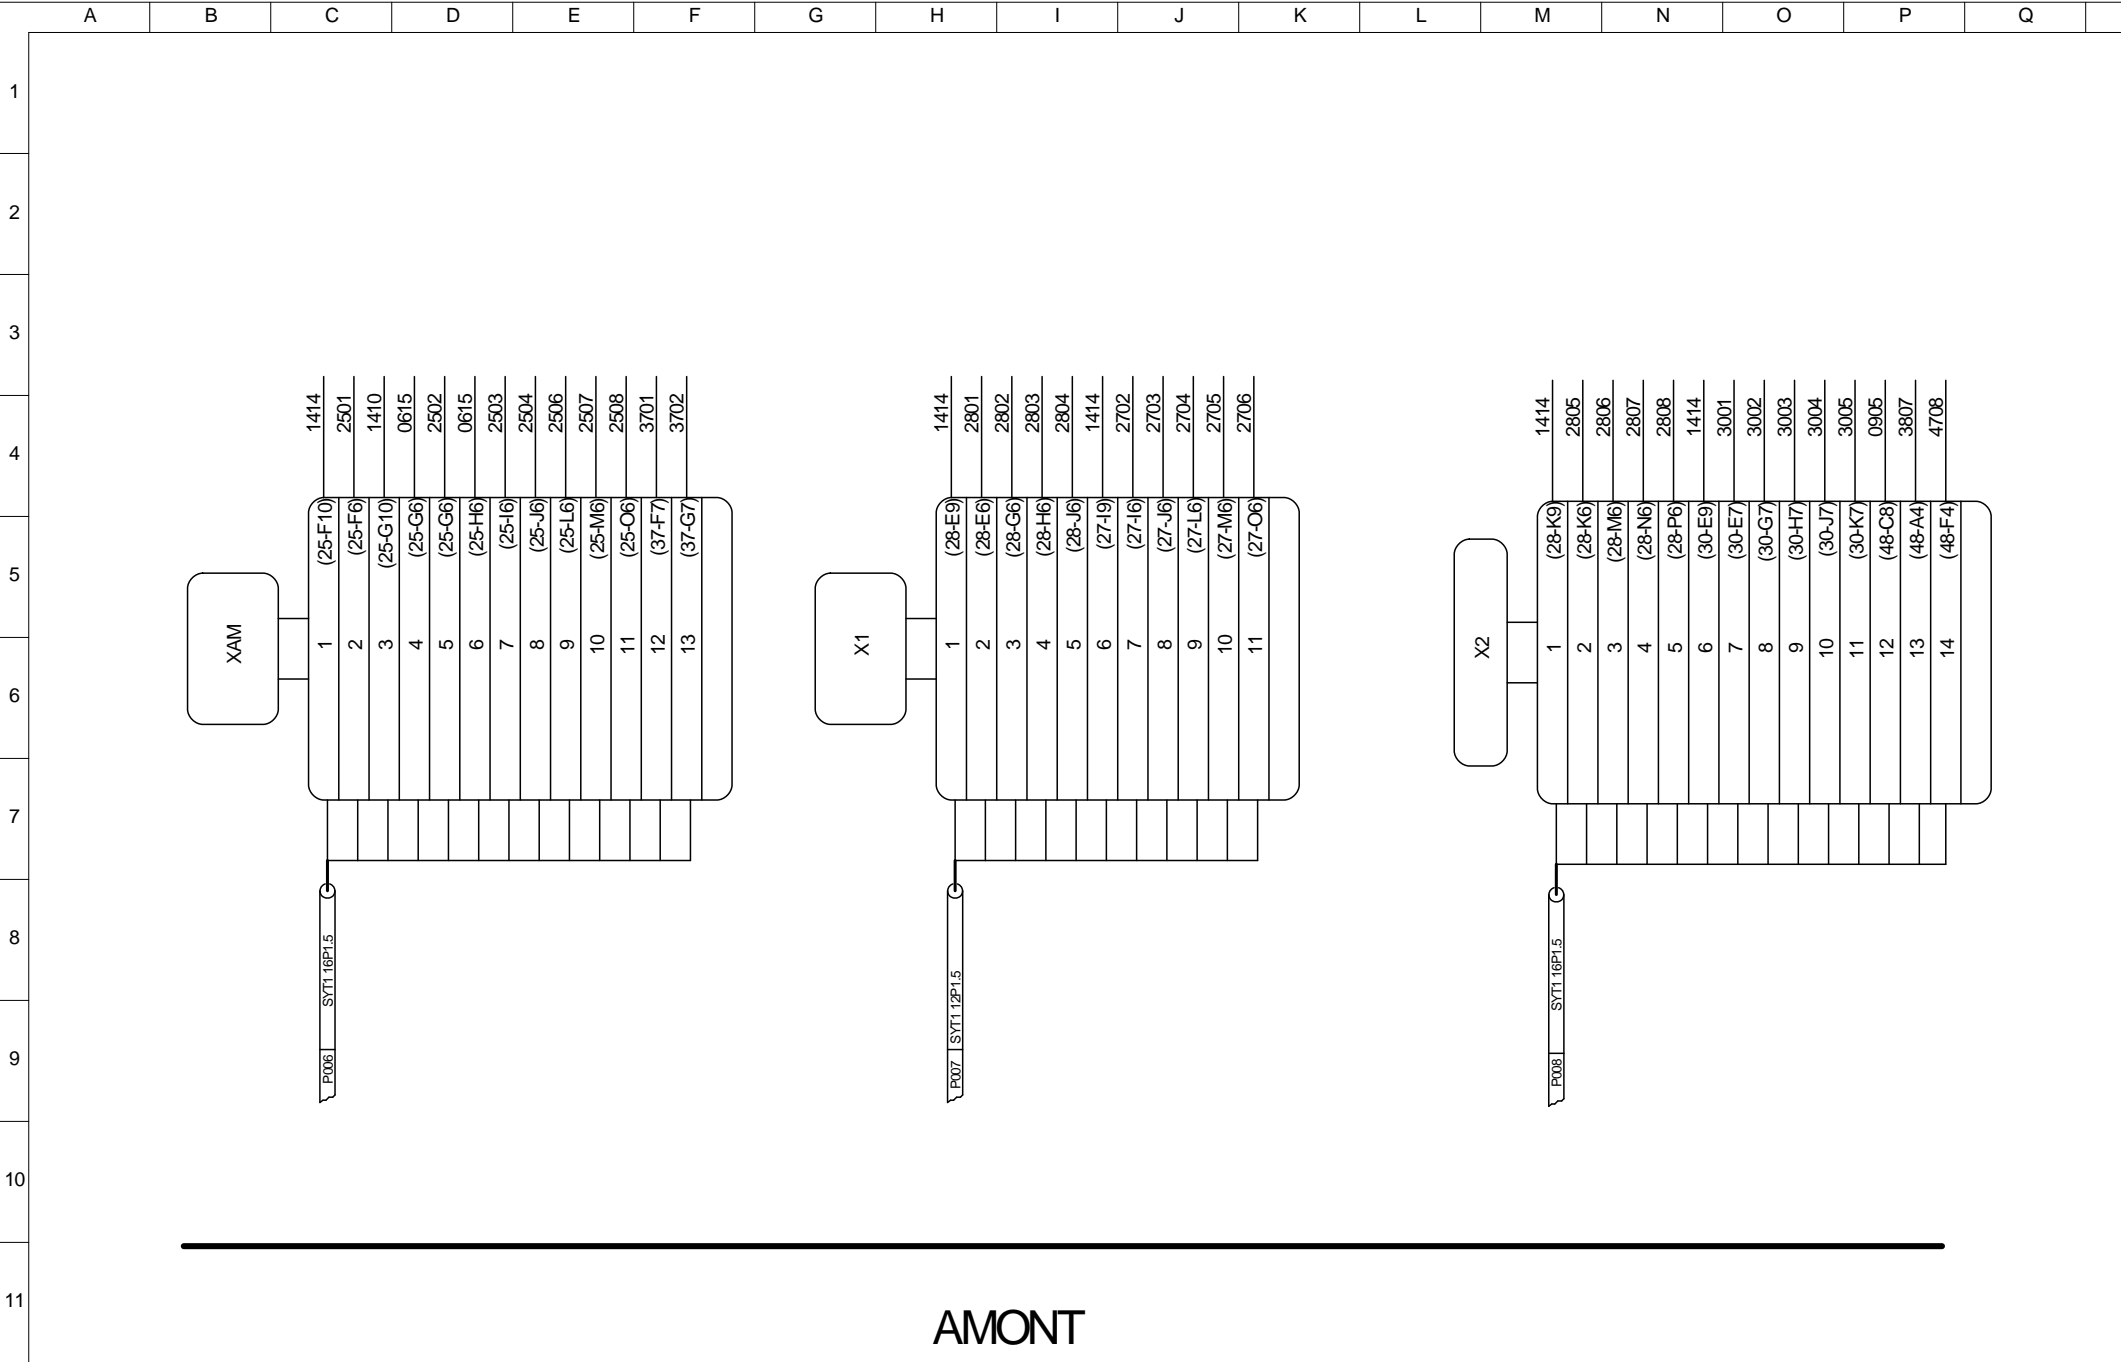 A B C D E F G H I J K L M N O P Q
1
2
3
4
5
6
7
8
9
10
11
XAM
1414 2501 1410 0615 2502 0615 2503 2504 2506 2507 2508 3701 3702
(25-F10) (25-F6) (25-G10) (25-G6) (25-G6) (25-H6) (25-I6) (25-J6) (25-L6) (25-M6) (25-O6) (37-F7) (37-G7)
1 2 3 4 5 6 7 8 9 10 11 12 13
SYT1 16P1.5
P006
X1
1414 2801 2802 2803 2804 1414 2702 2703 2704 2705 2706
(28-E9) (28-E6) (28-G6) (28-H6) (28-J6) (27-I9) (27-I6) (27-J6) (27-L6) (27-M6) (27-O6)
1 2 3 4 5 6 7 8 9 10 11
SYT1 12P1.5
P007
X2
1414 2805 2806 2807 2808 1414 3001 3002 3003 3004 3005 0905 3807 4708
(28-K9) (28-K6) (28-M6) (28-N6) (28-P6) (30-E9) (30-E7) (30-G7) (30-H7) (30-J7) (30-K7) (48-C8) (48-A4) (48-F4)
1 2 3 4 5 6 7 8 9 10 11 12 13 14
SYT1 16P1.5
P008
AMONT